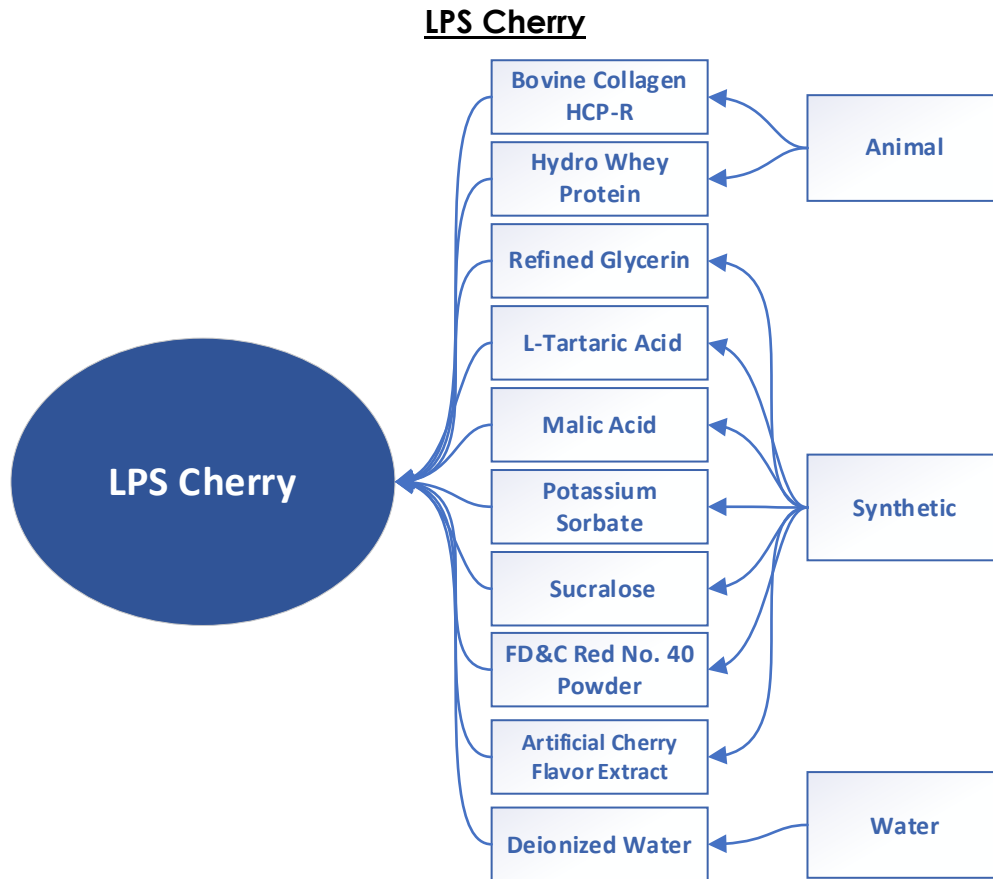 LPS Cherry
Bovine Collagen
HCP-R
Animal
Hydro Whey
Protein
Refined Glycerin
L-Tartaric Acid
Malic Acid
LPS Cherry
Potassium
Sorbate
Synthetic
Sucralose
FD&C Red No. 40
Powder
Artificial Cherry
Flavor Extract
Deionized Water
Water